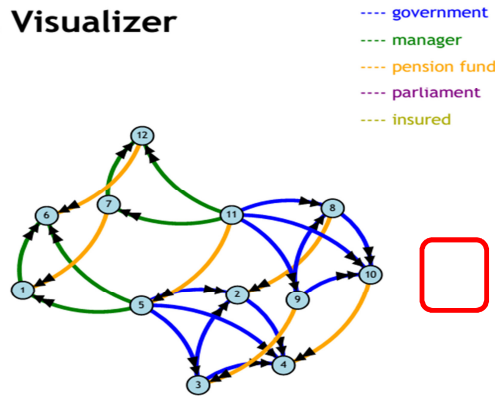 Visualizer
---- government
---- manager
---- pension fund
---- parliament
---- insured
12
6
7
11
8
1
5
2
9
10
3
4